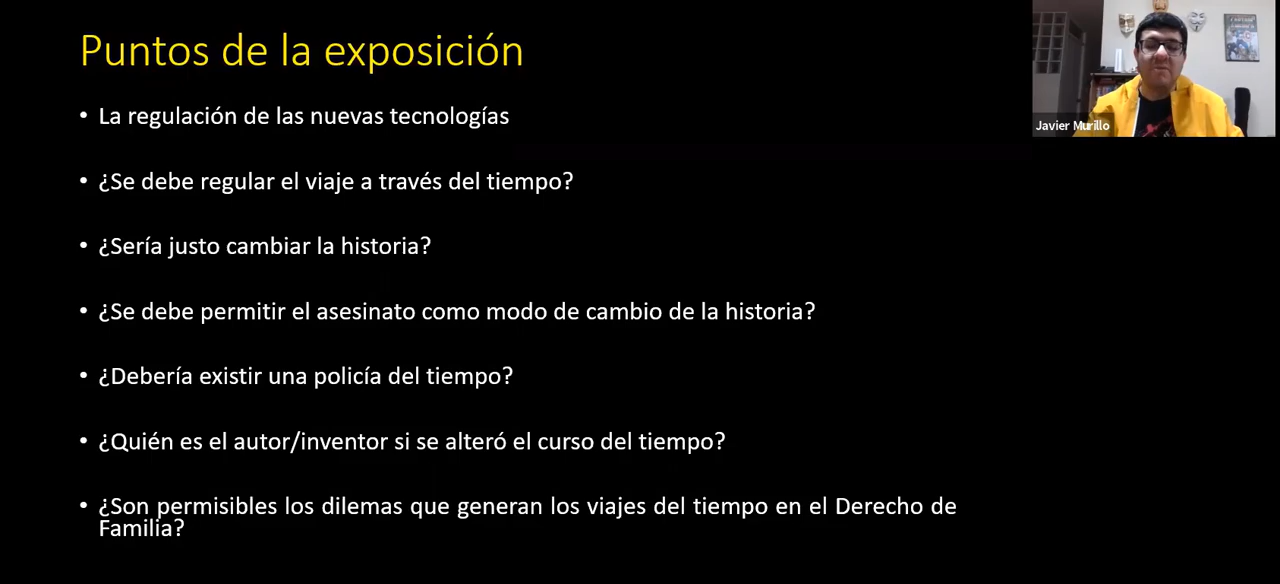 Puntos de la exposición
• La regulación de las nuevas tecnologías
• ¿Se debe regular el viaje a través del tiempo?
• ¿Sería justo cambiar la historia?
• ¿Se debe permitir el asesinato como modo de cambio de la historia?
• ¿Debería existir una policía del tiempo?
• ¿Quién es el autor/inventor si se alteró el curso del tiempo?
• ¿Son permisibles los dilemas que generan los viajes del tiempo en el Derecho de
Familia?
Javier Murillo